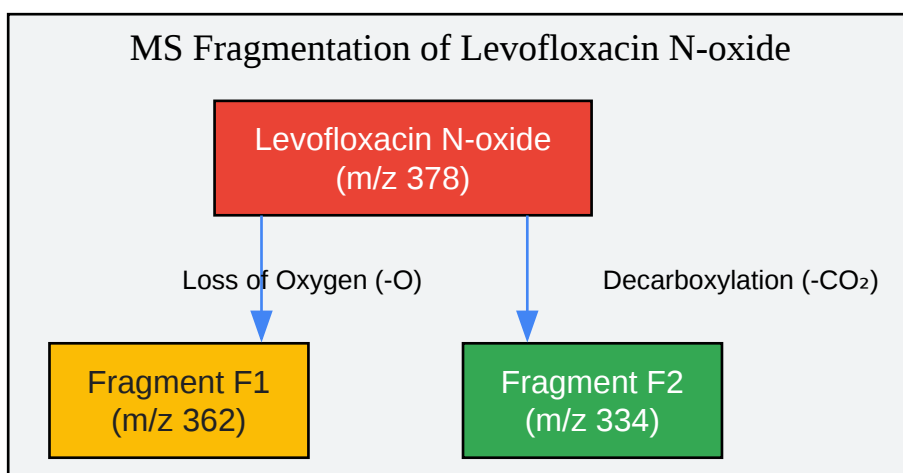 MS Fragmentation of Levofloxacin N-oxide
Levofloxacin N-oxide
(m/z 378)
Loss of Oxygen (-O)
Decarboxylation (-CO₂)
Fragment F1
(m/z 362)
Fragment F2
(m/z 334)